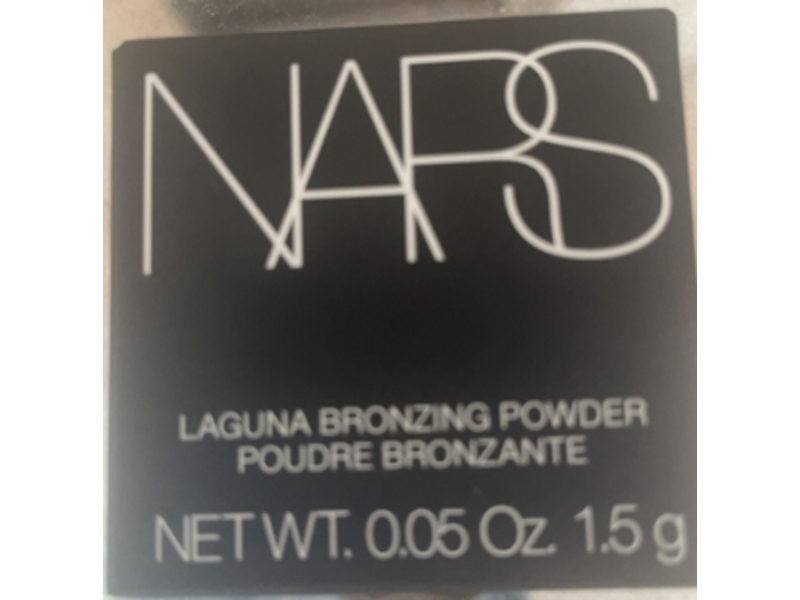 NARS
LAGUNA BRONZING POWDER
POUDRE BRONZANTE
NET WT. 0.05 Oz. 1.5 g